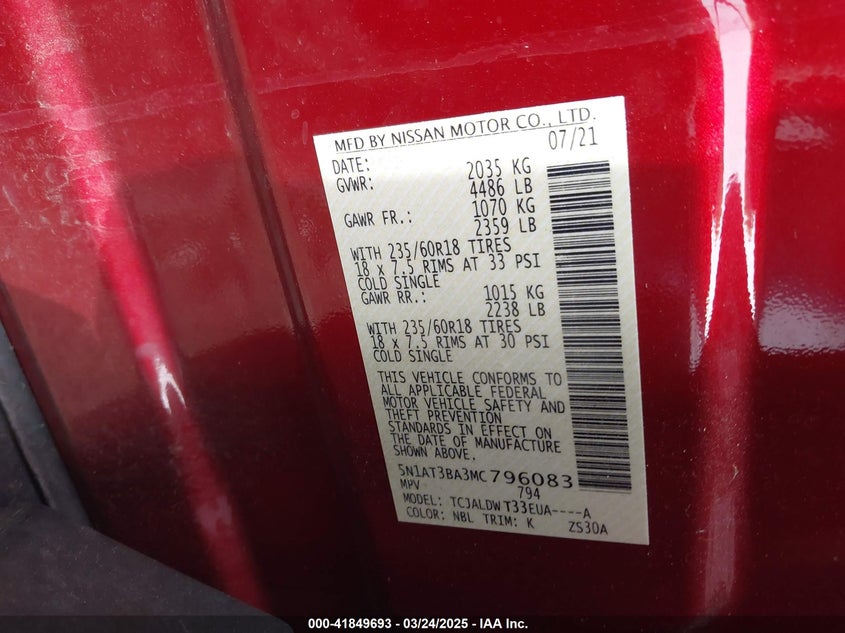 MFD BY NISSAN MOTOR CO., LTD.
DATE: 07/21
GVWR: 2035 KG
4486 LB
GAWR FR.: 1070 KG
2359 LB
WITH 235/60R18 TIRES
18 x 7.5 RIMS AT 33 PSI
COLD SINGLE
GAWR RR.: 1015 KG
2238 LB
WITH 235/60R18 TIRES
18 x 7.5 RIMS AT 30 PSI
COLD SINGLE
THIS VEHICLE CONFORMS TO
ALL APPLICABLE FEDERAL
MOTOR VEHICLE SAFETY AND
THEFT PREVENTION
STANDARDS IN EFFECT ON
THE DATE OF MANUFACTURE
SHOWN ABOVE.
5N1AT3BA3MC796083
MPV 794
MODEL: TCJALDWT33EUA----A
COLOR: NBL TRIM: K ZS30A
000-41849693 - 03/24/2025 - IAA Inc.